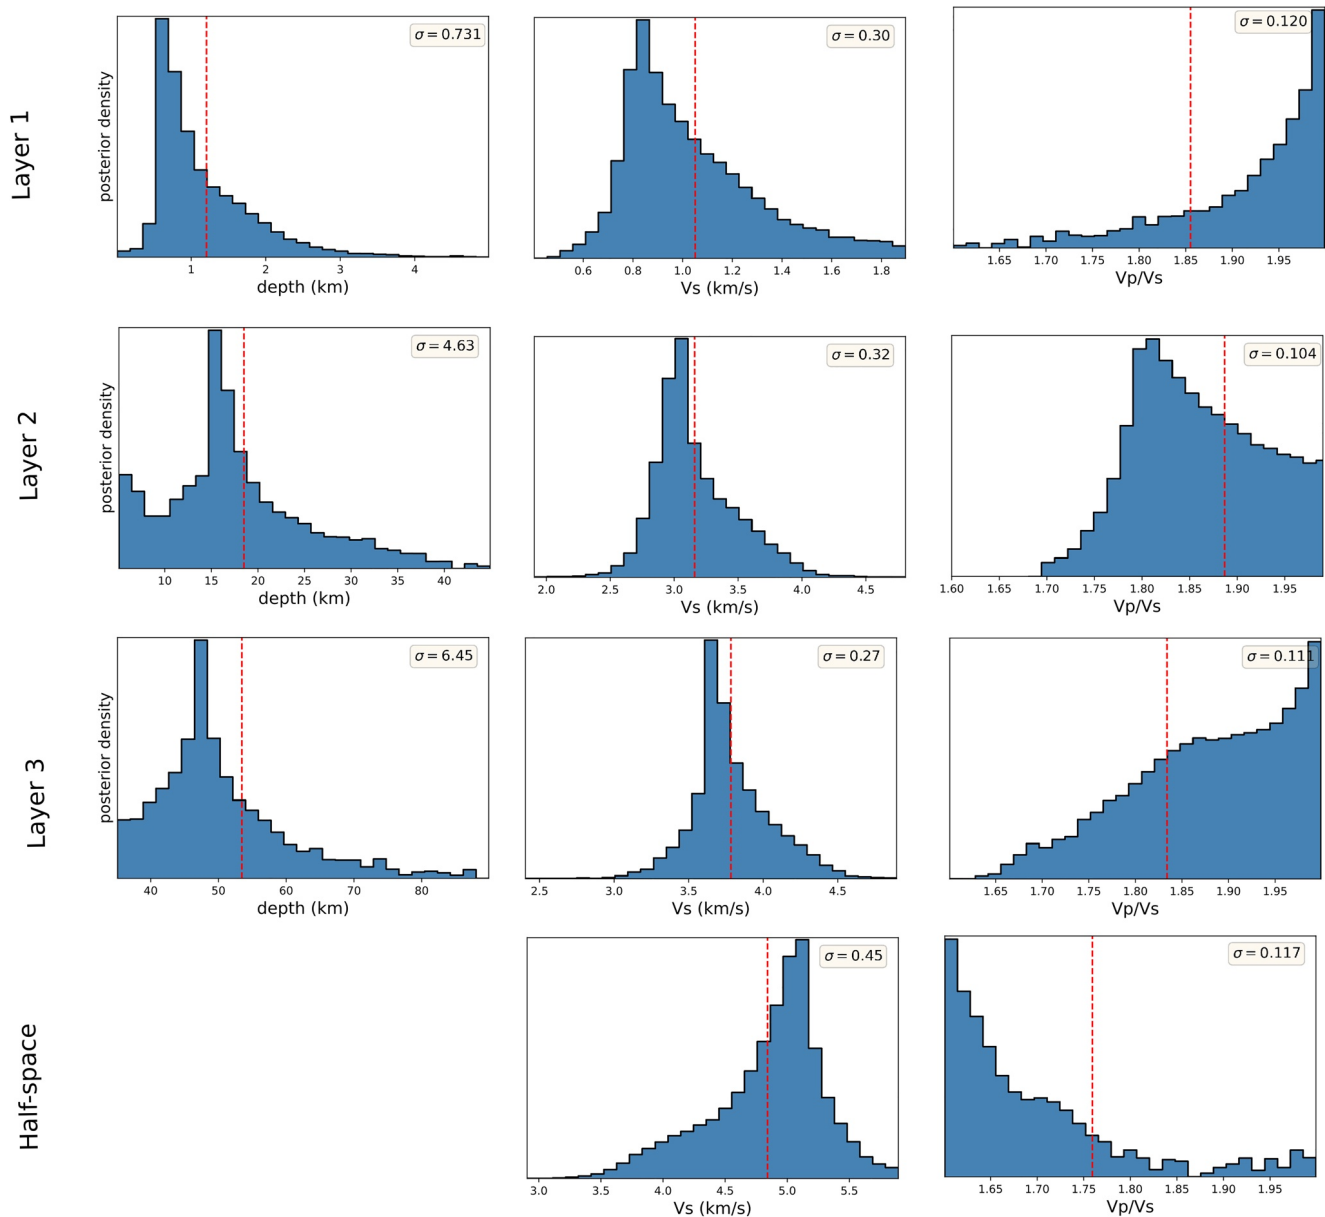 Layer 1
posterior density
σ = 0.731
1 2 3 4
depth (km)
σ = 0.30
0.6 0.8 1.0 1.2 1.4 1.6 1.8
Vs (km/s)
σ = 0.120
1.65 1.70 1.75 1.80 1.85 1.90 1.95
Vp/Vs
Layer 2
posterior density
σ = 4.63
10 15 20 25 30 35 40
depth (km)
σ = 0.32
2.0 2.5 3.0 3.5 4.0 4.5
Vs (km/s)
σ = 0.104
1.60 1.65 1.70 1.75 1.80 1.85 1.90 1.95
Vp/Vs
Layer 3
posterior density
σ = 6.45
40 50 60 70 80
depth (km)
σ = 0.27
2.5 3.0 3.5 4.0 4.5
Vs (km/s)
σ = 0.111
1.65 1.70 1.75 1.80 1.85 1.90 1.95
Vp/Vs
Half-space
σ = 0.45
3.0 3.5 4.0 4.5 5.0 5.5
Vs (km/s)
σ = 0.117
1.65 1.70 1.75 1.80 1.85 1.90 1.95
Vp/Vs